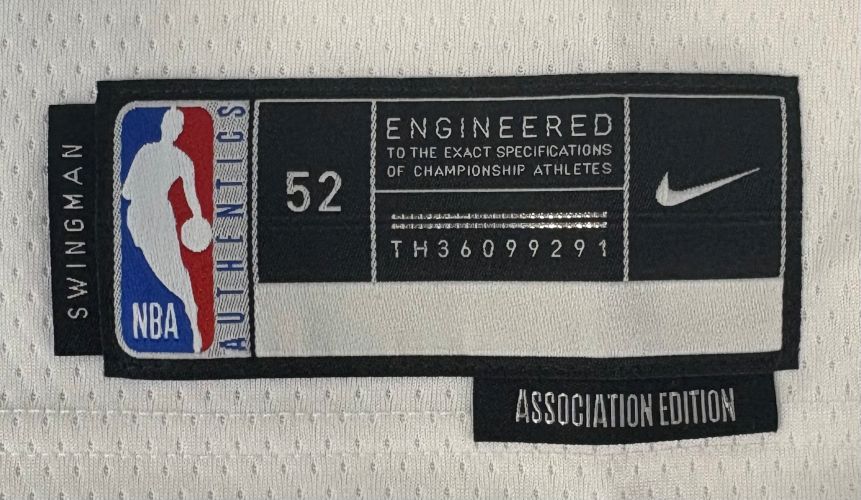 SWINGMAN
NBA
AUTHENTICS
52
ENGINEERED
TO THE EXACT SPECIFICATIONS
OF CHAMPIONSHIP ATHLETES
TH36099291
ASSOCIATION EDITION